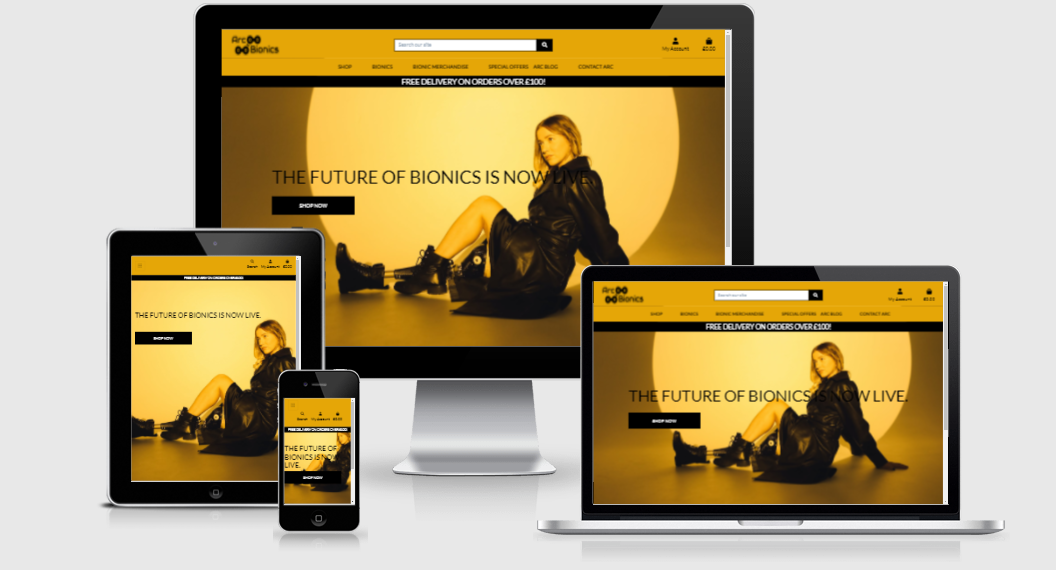 Arc
Bionics
Search our site
My Account £0.00
SHOP BIONICS BIONIC MERCHANDISE SPECIAL OFFERS ARC BLOG CONTACT ARC
FREE DELIVERY ON ORDERS OVER £100!
THE FUTURE OF BIONICS IS NOW LIVE.
SHOP NOW
Search My Account £0.00
FREE DELIVERY ON ORDERS OVER £100!
THE FUTURE OF BIONICS IS NOW LIVE.
SHOP NOW
Search My Account £0.00
FREE DELIVERY ON ORDERS OVER £100!
THE FUTURE OF
BIONICS IS NOW
LIVE.
SHOP NOW
Arc
Bionics
Search our site
My Account £0.00
SHOP BIONICS BIONIC MERCHANDISE SPECIAL OFFERS ARC BLOG CONTACT ARC
FREE DELIVERY ON ORDERS OVER £100!
THE FUTURE OF BIONICS IS NOW LIVE.
SHOP NOW